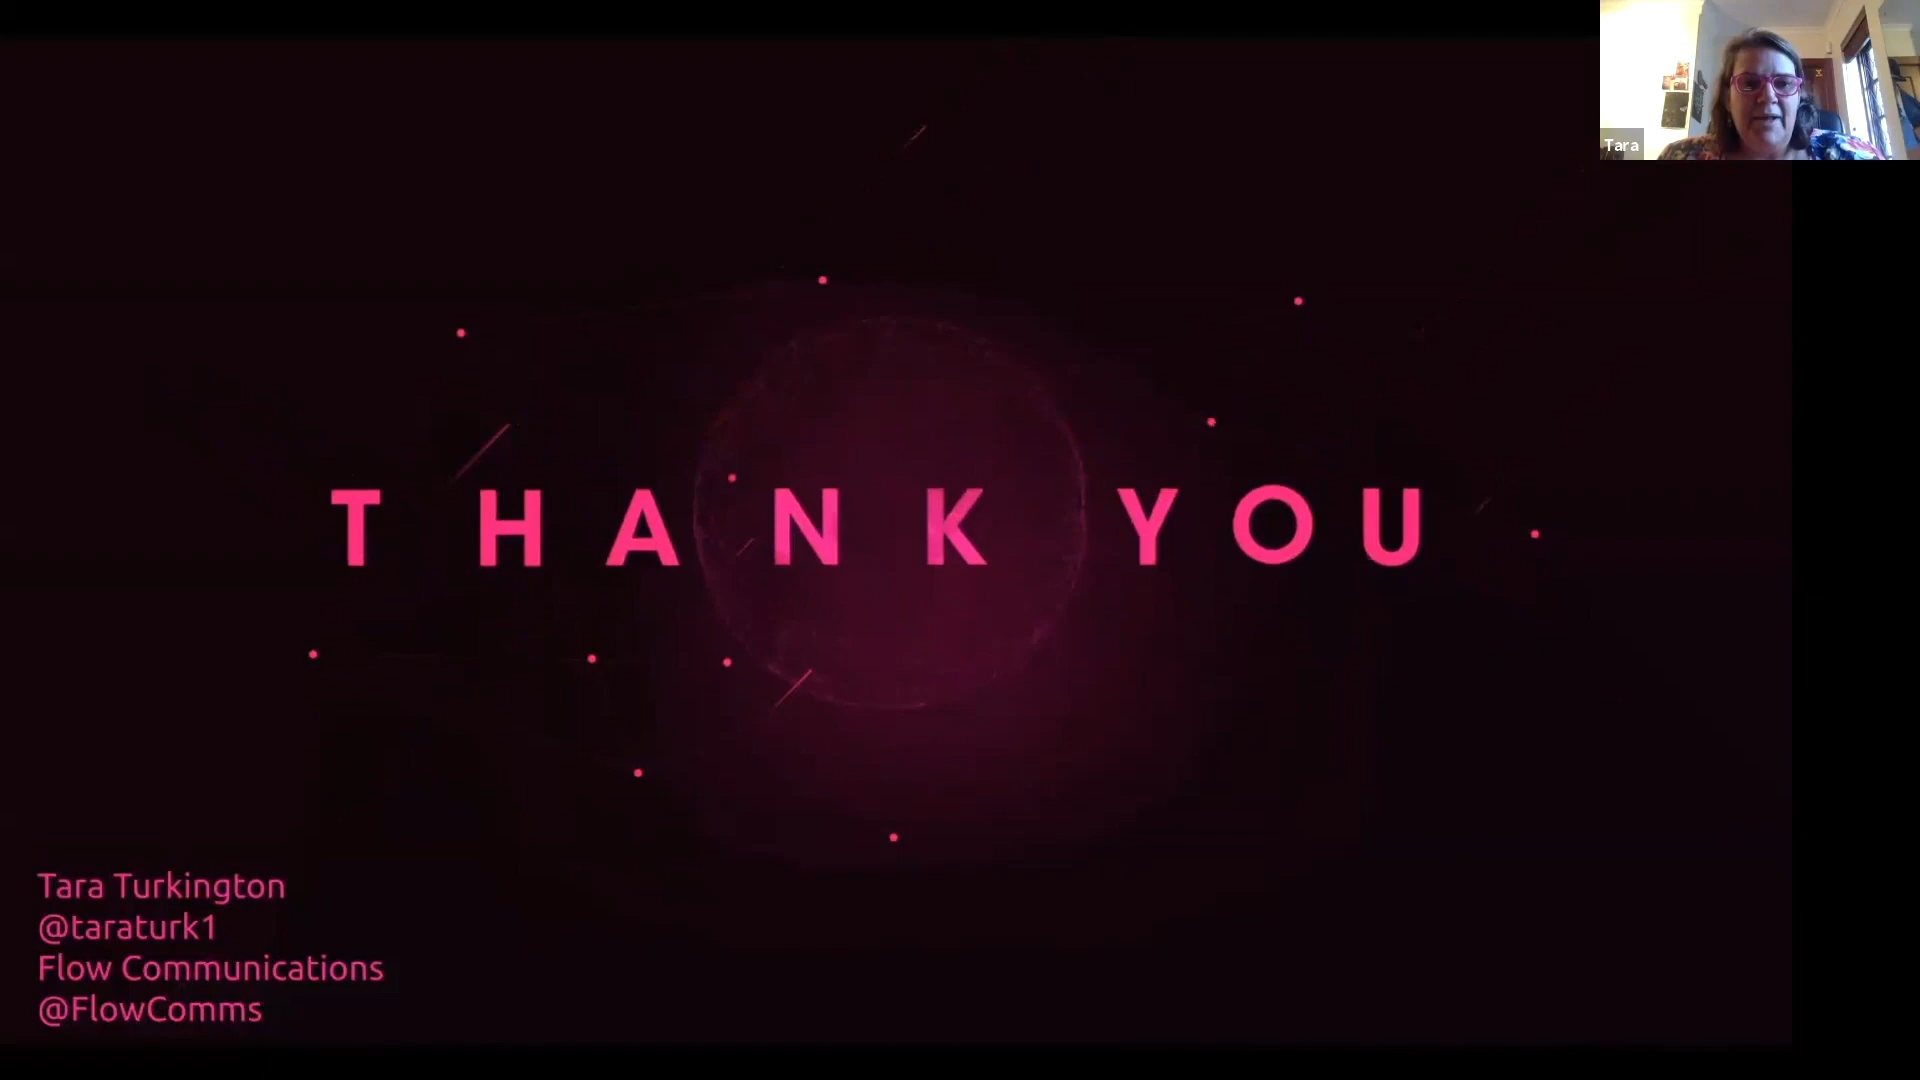 Tara
THANK YOU
Tara Turkington
@taraturk1
Flow Communications
@FlowComms